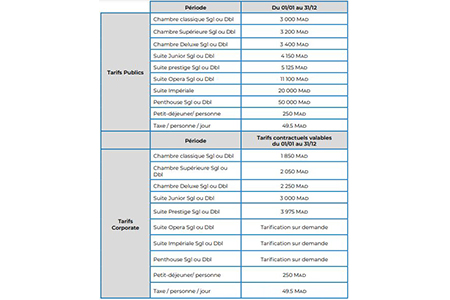 Période Du 01/01 au 31/12
Tarifs Publics
Chambre classique Sgl ou Dbl 3 000 MAD
Chambre Supérieure Sgl ou Dbl 3 200 MAD
Chambre Deluxe Sgl ou Dbl 3 400 MAD
Suite Junior Sgl ou Dbl 4 150 MAD
Suite prestige Sgl ou Dbl 5 125 MAD
Suite Opera Sgl ou Dbl 11 100 MAD
Suite Impériale 20 000 MAD
Penthouse Sgl ou Dbl 50 000 MAD
Petit-déjeuner/ personne 250 MAD
Taxe / personne / jour 49.5 MAD
Période Tarifs contractuels valables
du 01/01 au 31/12
Tarifs
Corporate
Chambre classique Sgl ou Dbl 1 850 MAD
Chambre Supérieure Sgl ou
Dbl 2 050 MAD
Chambre Deluxe Sgl ou Dbl 2 250 MAD
Suite Junior Sgl ou Dbl 3 000 MAD
Suite Prestige Sgl ou Dbl 3 975 MAD
Suite Opera Sgl ou Dbl Tarification sur demande
Suite Impériale Sgl ou Dbl Tarification sur demande
Penthouse Sgl ou Dbl Tarification sur demande
Petit-déjeuner/ personne 250 MAD
Taxe / personne / jour 49.5 MAD